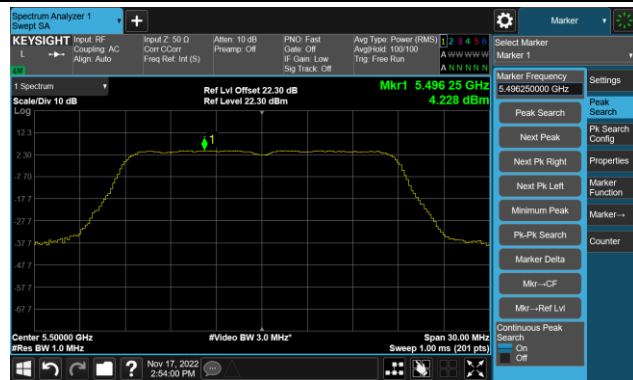 Spectrum Analyzer 1
Swept SA
Marker
KEYSIGHT
Input: RF
Coupling: AC
Align: Auto
Input Z: 50 Ω
Corr CCorr
Freq Ref: Int (S)
Atten: 10 dB
Preamp: Off
PNO: Fast
Gate: Off
IF Gain: Low
Sig Track: Off
Avg Type: Power (RMS)
Avg|Hold: 100/100
Trig: Free Run
1 2 3 4 5 6
A W W W W W
A N N N N N
Select Marker
Marker 1
1 Spectrum
Scale/Div 10 dB
Log
Ref Lvl Offset 22.30 dB
Ref Level 22.30 dBm
Mkr1 5.496 25 GHz
4.228 dBm
12.3
2.30
-7.70
-17.7
-27.7
-37.7
-47.7
-57.7
-67.7
1
Center 5.50000 GHz
#Res BW 1.0 MHz
#Video BW 3.0 MHz*
Span 30.00 MHz
Sweep 1.00 ms (201 pts)
Marker Frequency
5.496250000 GHz
Peak Search
Next Peak
Next Pk Right
Next Pk Left
Minimum Peak
Pk-Pk Search
Marker Delta
Mkr→CF
Mkr→Ref Lvl
Continuous Peak
Search
On
Off
Settings
Peak
Search
Pk Search
Config
Properties
Marker
Function
Marker→
Counter
?
Nov 17, 2022
2:54:00 PM